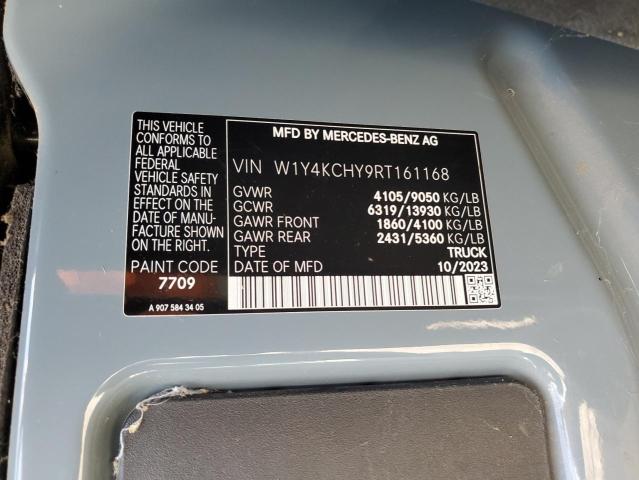 THIS VEHICLE
CONFORMS TO
ALL APPLICABLE
FEDERAL
VEHICLE SAFETY
STANDARDS IN
EFFECT ON THE
DATE OF MANU-
FACTURE SHOWN
ON THE RIGHT.
PAINT CODE
7709
A 907 584 34 05
MFD BY MERCEDES-BENZ AG
VIN W1Y4KCHY9RT161168
GVWR 4105/9050 KG/LB
GCWR 6319/13930 KG/LB
GAWR FRONT 1860/4100 KG/LB
GAWR REAR 2431/5360 KG/LB
TYPE TRUCK
DATE OF MFD 10/2023